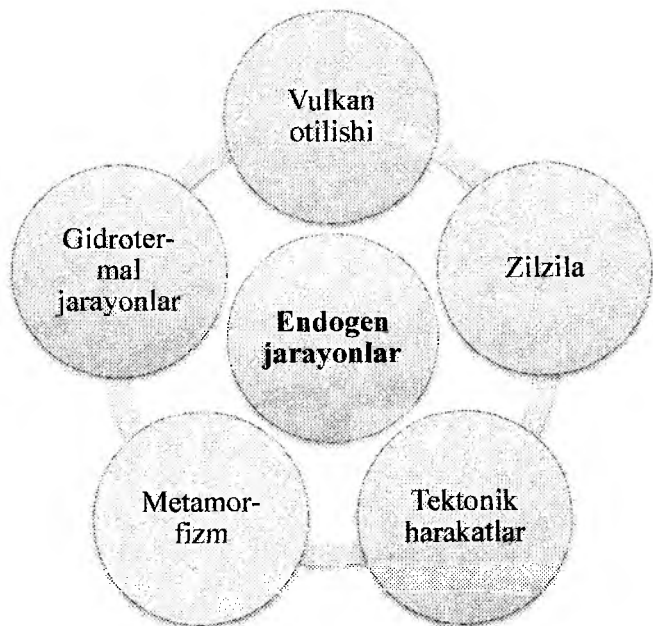 Vulkan
otilishi
Zilzila
Tektonik
harakatlar
Metamor-
fizm
Gidroter-
mal
jarayonlar
Endogen
jarayonlar